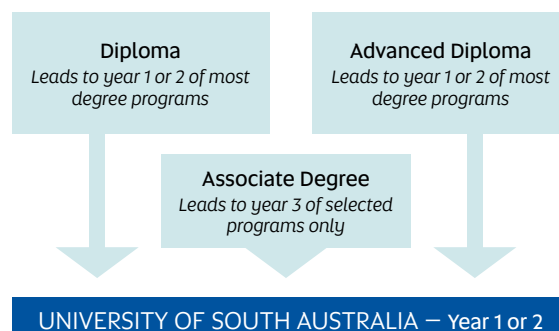 Diploma
Leads to year 1 or 2 of most
degree programs
Advanced Diploma
Leads to year 1 or 2 of most
degree programs
Associate Degree
Leads to year 3 of selected
programs only
UNIVERSITY OF SOUTH AUSTRALIA – Year 1 or 2